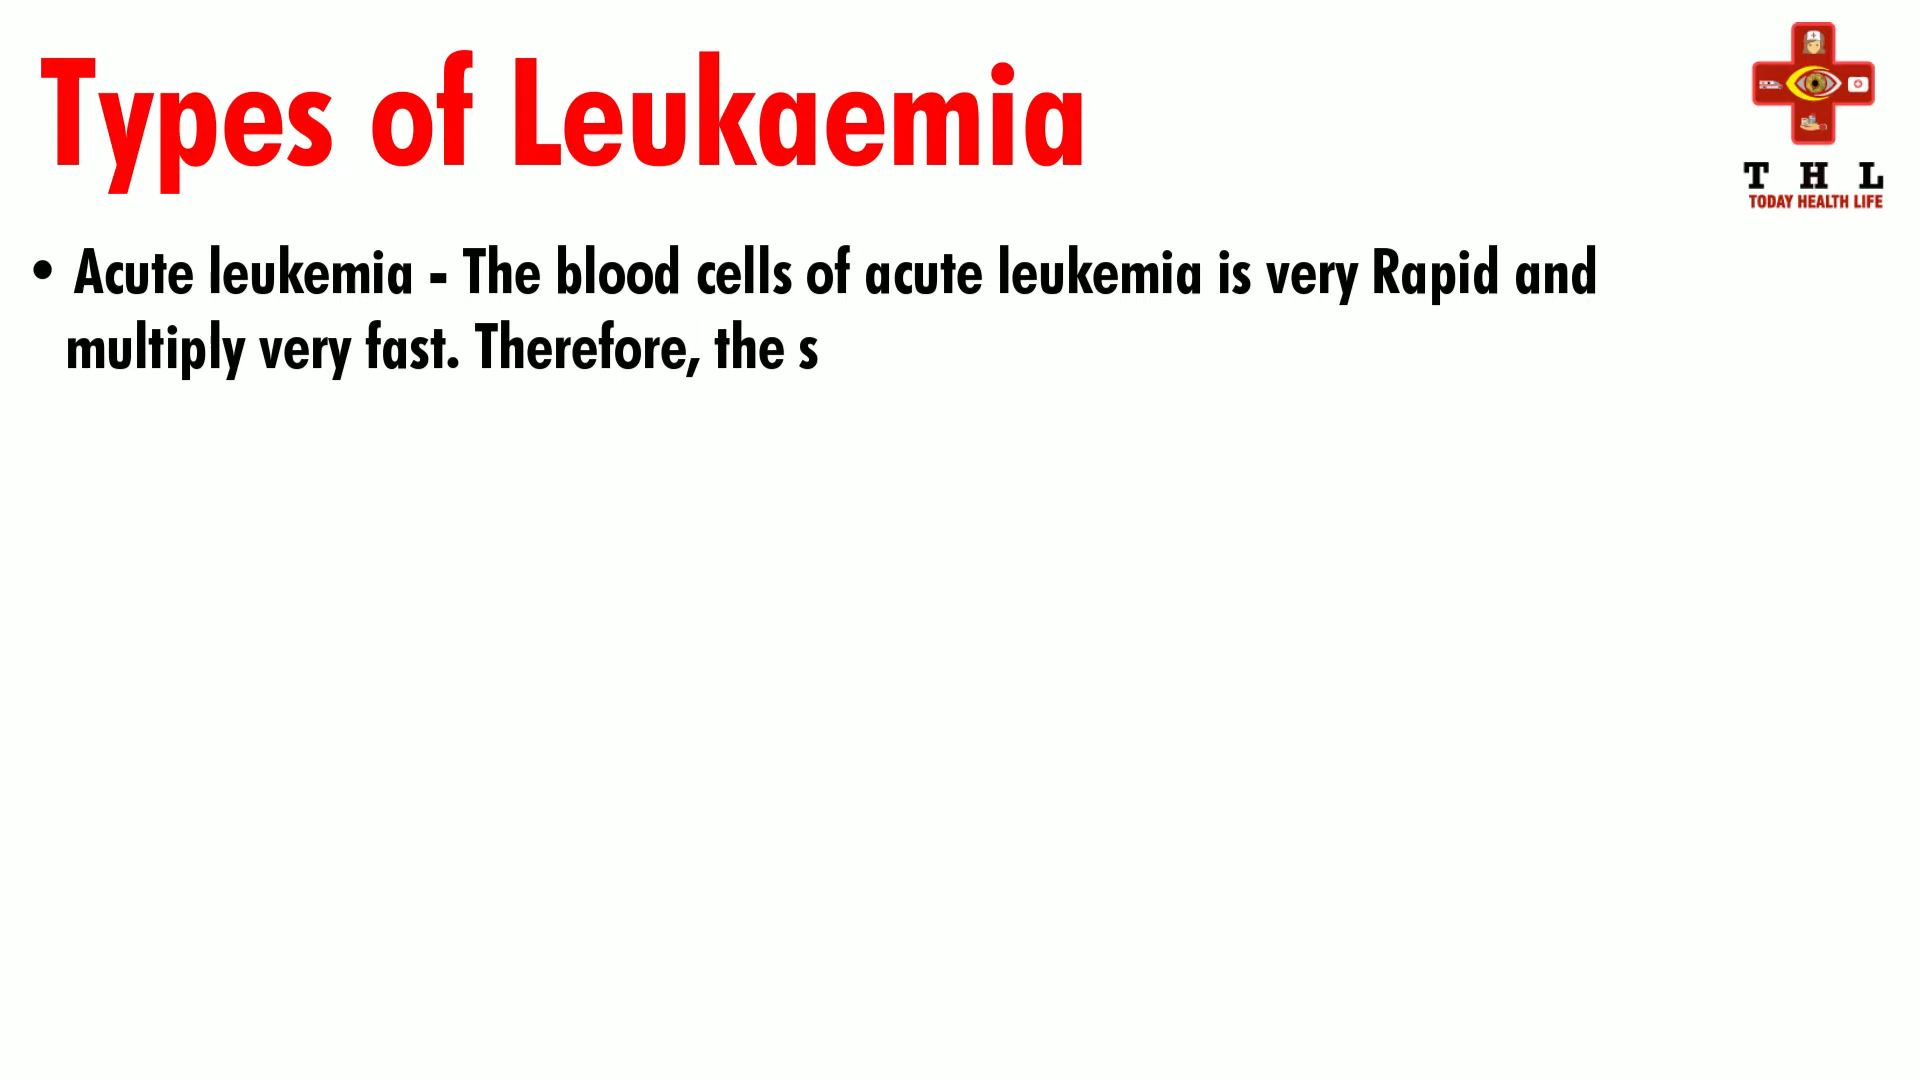 Types of Leukaemia
T H L
TODAY HEALTH LIFE
• Acute leukemia - The blood cells of acute leukemia is very Rapid and
multiply very fast. Therefore, the s